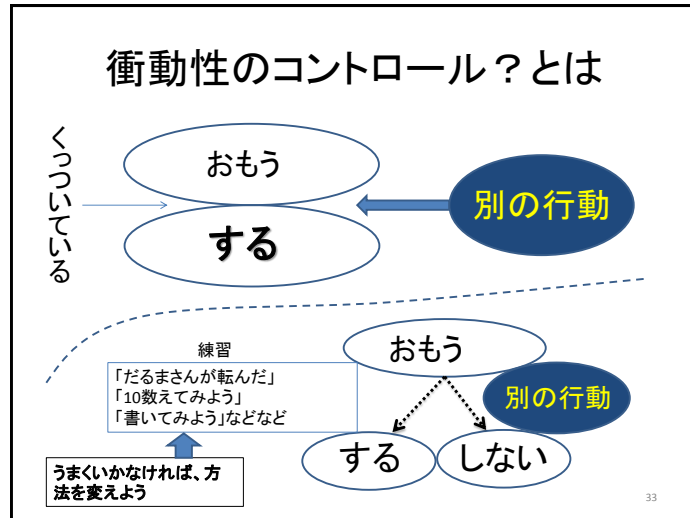 衝動性のコントロール？とは
くっついている
おもう
する
別の行動
練習
「だるまさんが転んだ」
「10数えてみよう」
「書いてみよう」などなど
うまくいかなければ、方
法を変えよう
おもう
別の行動
する
しない
33